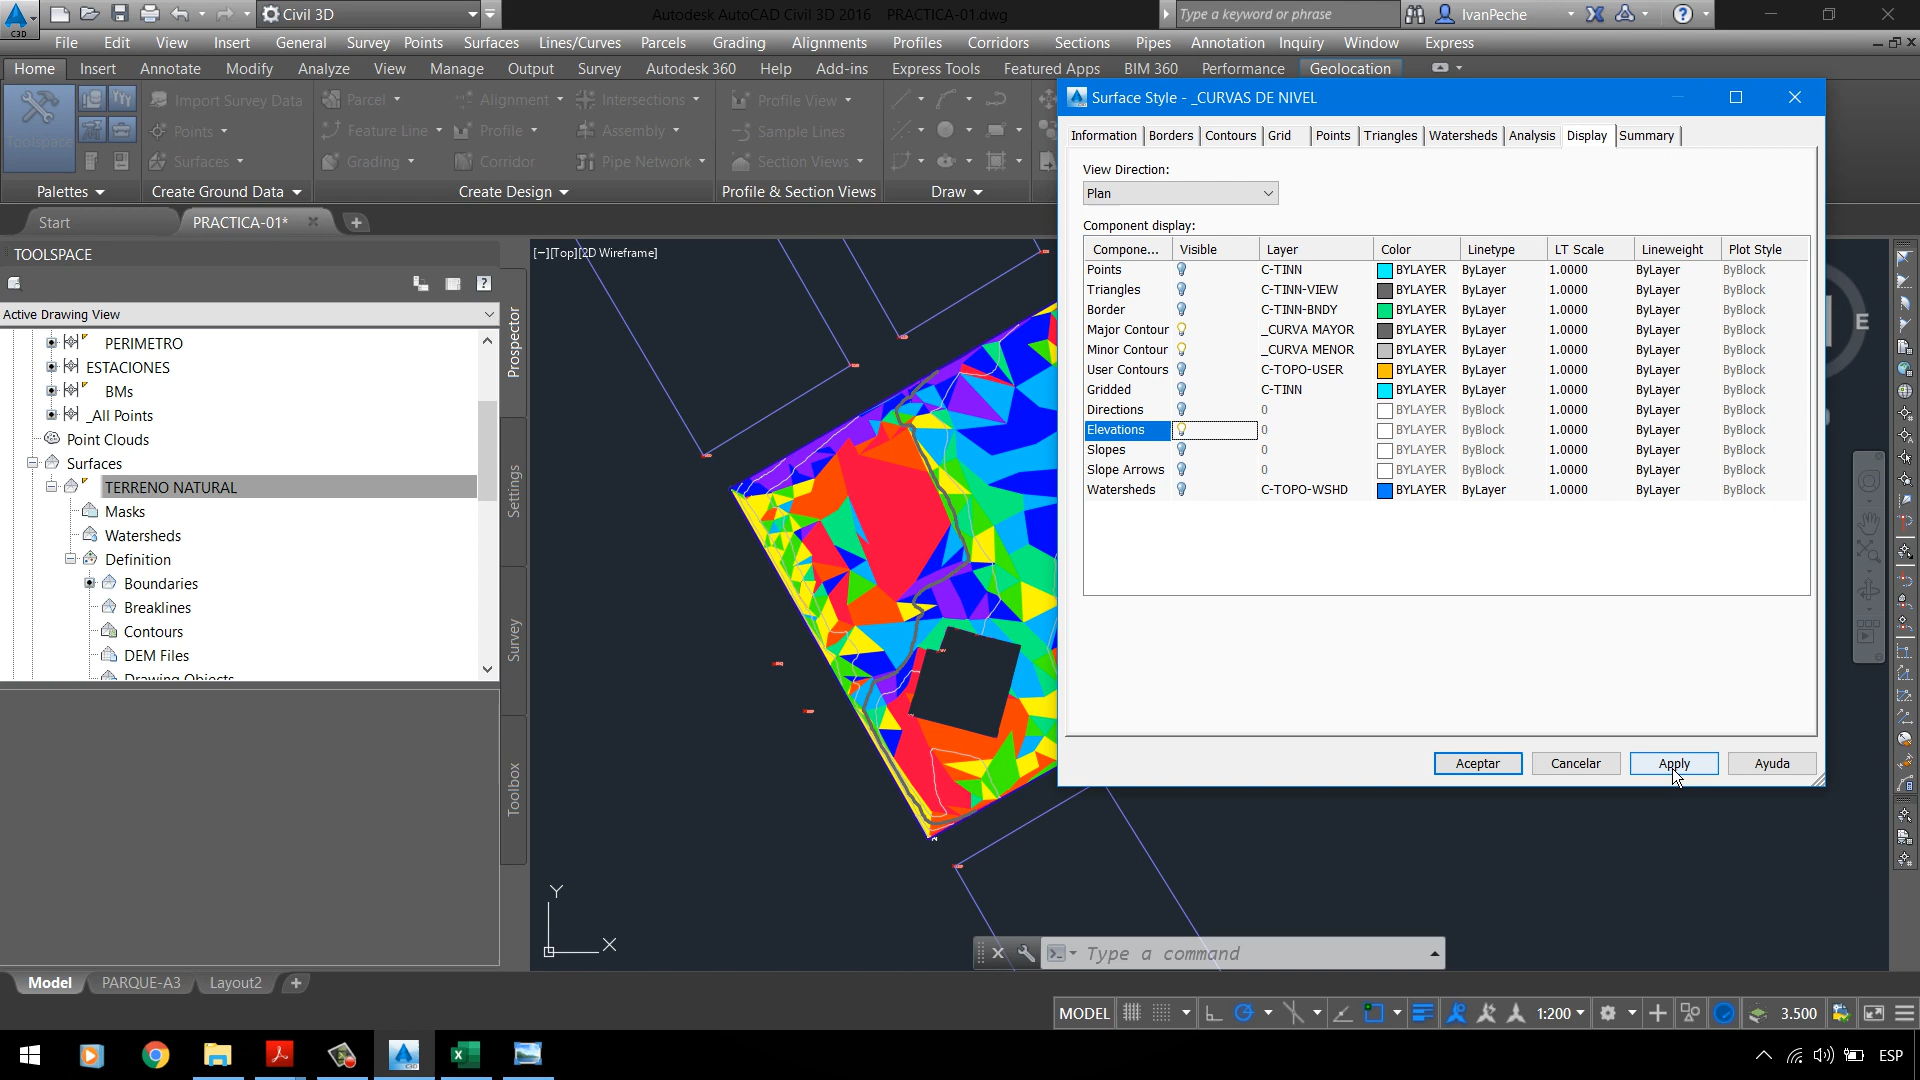 C3D
Civil 3D
Autodesk AutoCAD Civil 3D 2016 PRACTICA-01.dwg
Type a keyword or phrase
IvanPeche
File Edit View Insert General Survey Points Surfaces Lines/Curves Parcels Grading Alignments Profiles Corridors Sections Pipes Annotation Inquiry Window Express
Home Insert Annotate Modify Analyze View Manage Output Survey Autodesk 360 Help Add-ins Express Tools Featured Apps BIM 360 Performance Geolocation
Toolspace
Import Survey Data
Points
Surfaces
Parcel
Feature Line
Grading
Alignment
Profile
Corridor
Intersections
Assembly
Pipe Network
Profile View
Sample Lines
Section Views
Palettes
Create Ground Data
Create Design
Profile & Section Views
Draw
Start
PRACTICA-01*
TOOLSPACE
Active Drawing View
PERIMETRO
ESTACIONES
BMs
_All Points
Point Clouds
Surfaces
TERRENO NATURAL
Masks
Watersheds
Definition
Boundaries
Breaklines
Contours
DEM Files
Drawing Objects
Prospector
Settings
Survey
Toolbox
[−][Top][2D Wireframe]
E
Y
X
Surface Style - _CURVAS DE NIVEL
Information Borders Contours Grid Points Triangles Watersheds Analysis Display Summary
View Direction:
Plan
Component display:
Compone... Visible Layer Color Linetype LT Scale Lineweight Plot Style
Points C-TINN BYLAYER ByLayer 1.0000 ByLayer ByBlock
Triangles C-TINN-VIEW BYLAYER ByLayer 1.0000 ByLayer ByBlock
Border C-TINN-BNDY BYLAYER ByLayer 1.0000 ByLayer ByBlock
Major Contour _CURVA MAYOR BYLAYER ByLayer 1.0000 ByLayer ByBlock
Minor Contour _CURVA MENOR BYLAYER ByLayer 1.0000 ByLayer ByBlock
User Contours C-TOPO-USER BYLAYER ByLayer 1.0000 ByLayer ByBlock
Gridded C-TINN BYLAYER ByLayer 1.0000 ByLayer ByBlock
Directions 0 BYLAYER ByBlock 1.0000 ByLayer ByBlock
Elevations 0 BYLAYER ByBlock 1.0000 ByLayer ByBlock
Slopes 0 BYLAYER ByBlock 1.0000 ByLayer ByBlock
Slope Arrows 0 BYLAYER ByBlock 1.0000 ByLayer ByBlock
Watersheds C-TOPO-WSHD BYLAYER ByLayer 1.0000 ByLayer ByBlock
Aceptar Cancelar Apply Ayuda
Type a command
Model PARQUE-A3 Layout2
MODEL 1:200 3.500
ESP